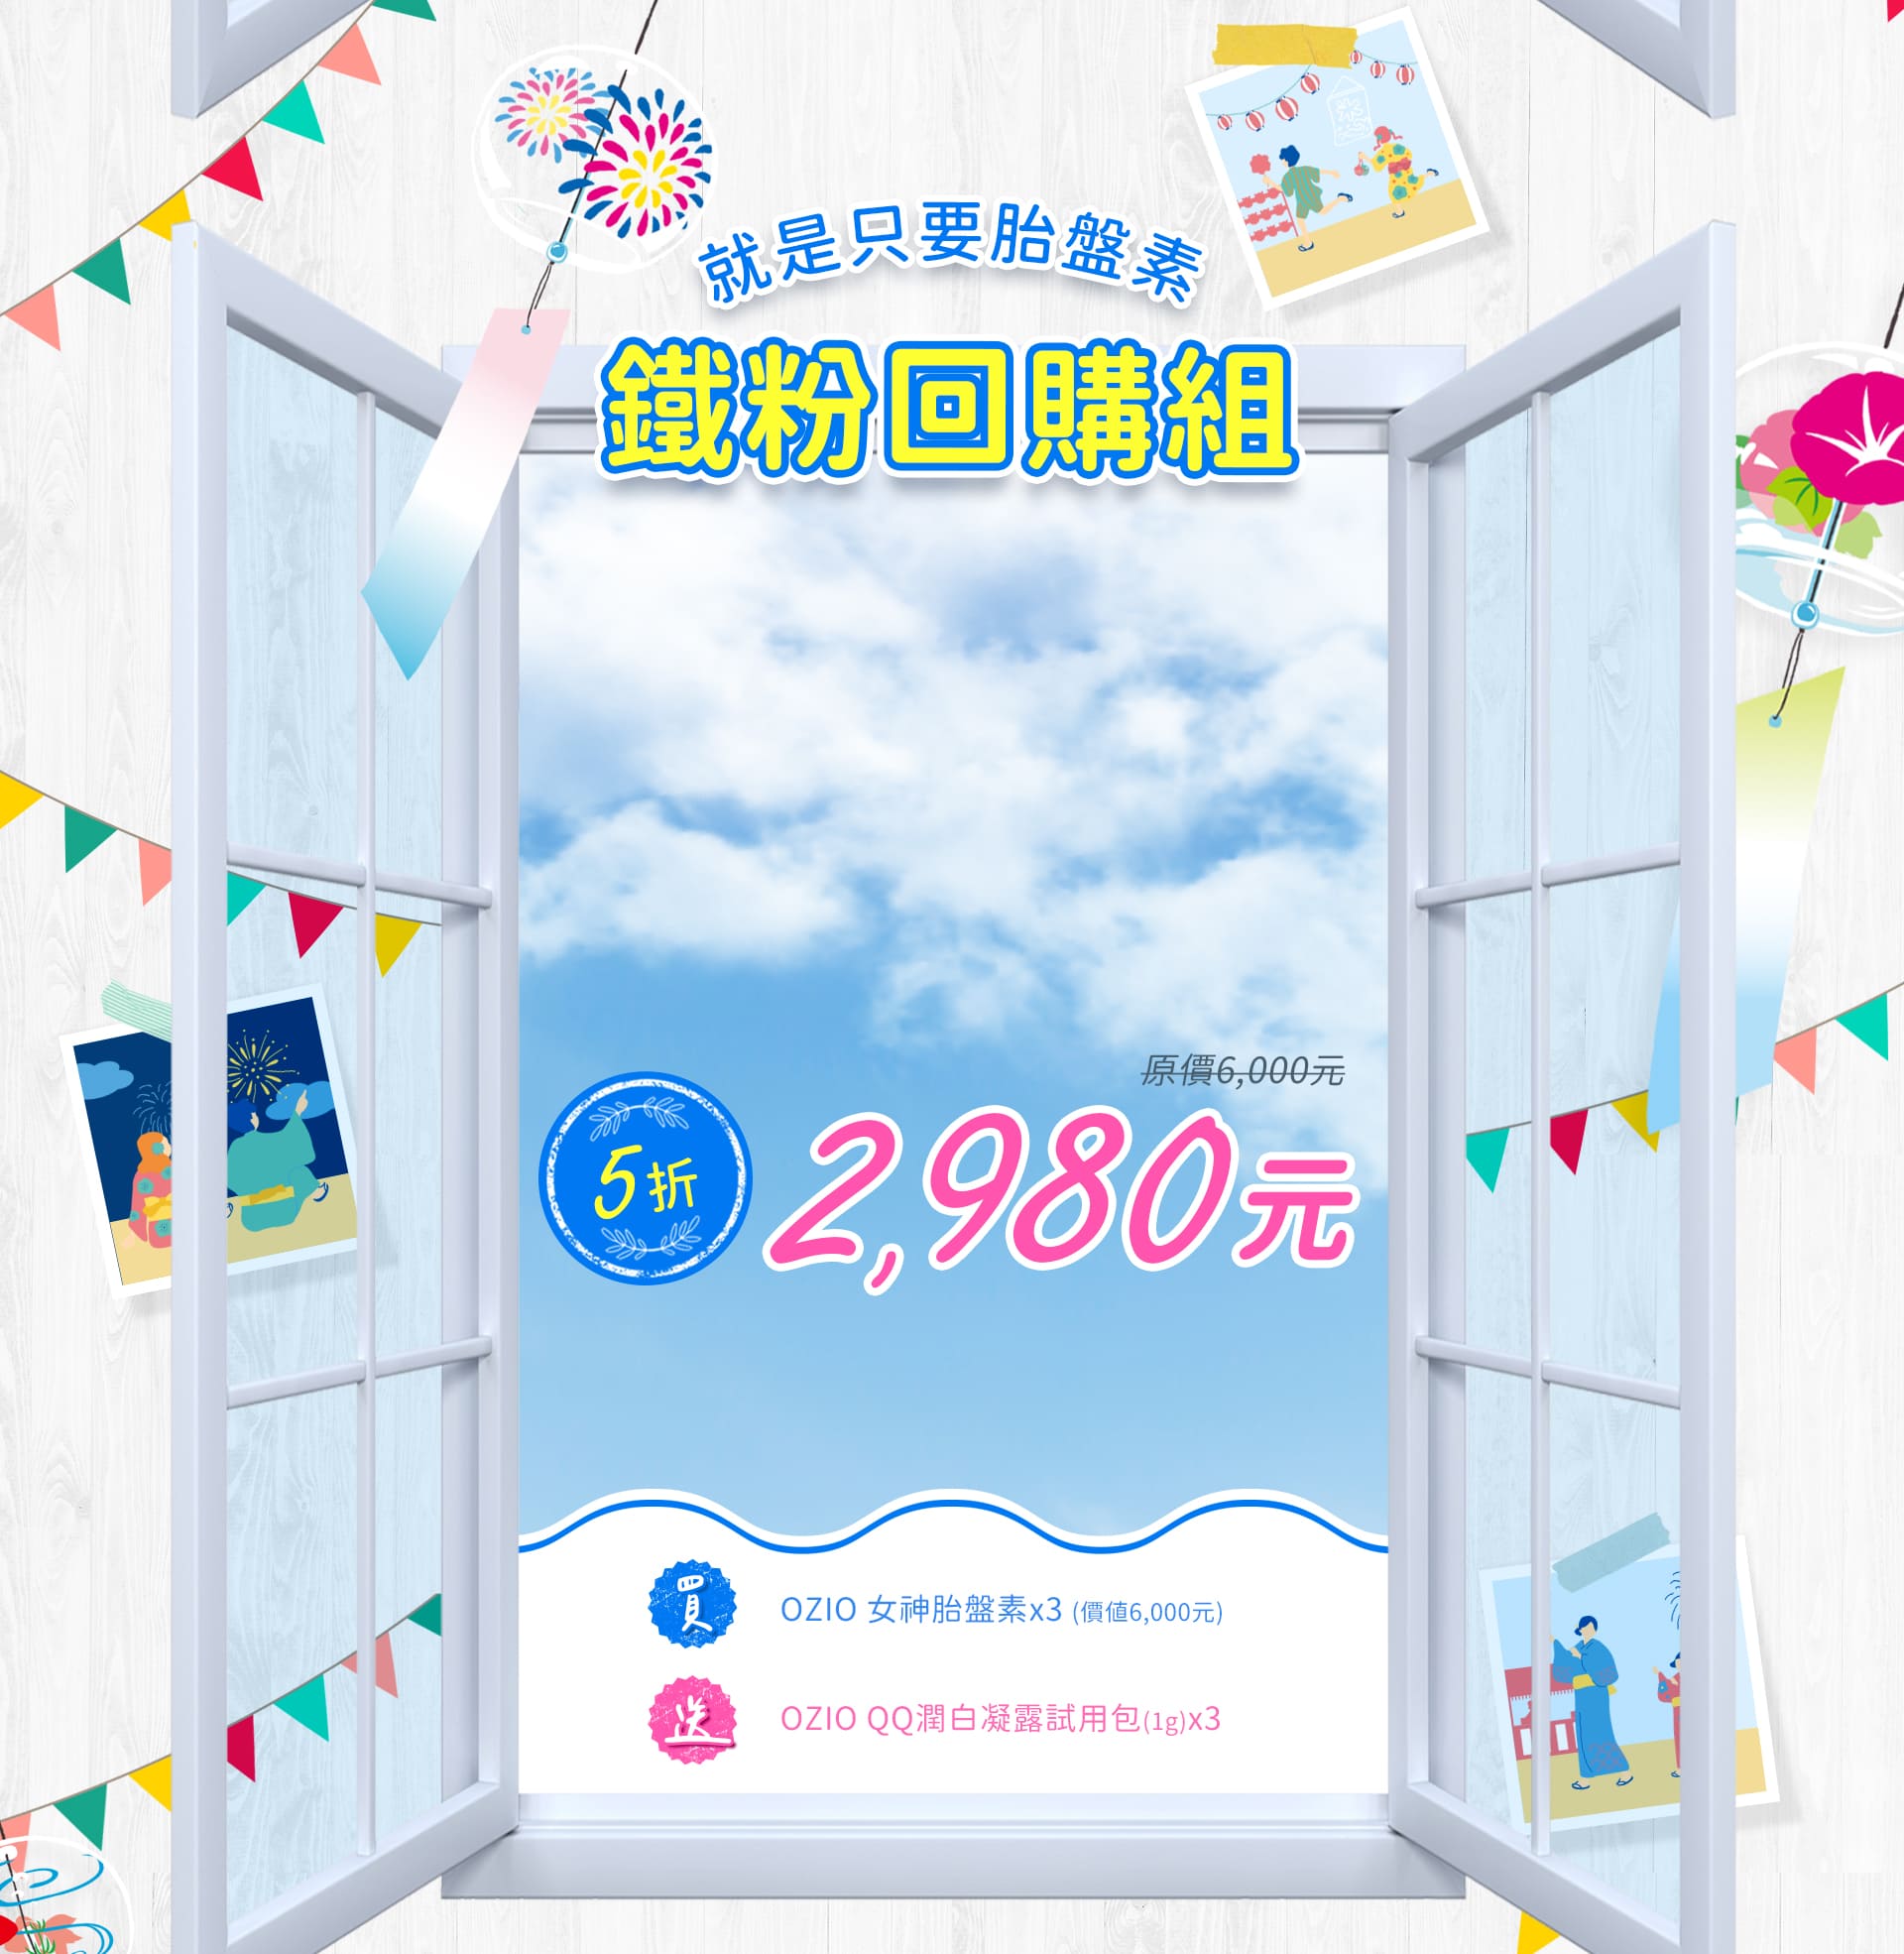 就是只要胎盤素
鐵粉回購組
原價6,000元
5折
2,980元
買
OZIO 女神胎盤素x3 (價值6,000元)
送
OZIO QQ潤白凝露試用包(1g)x3